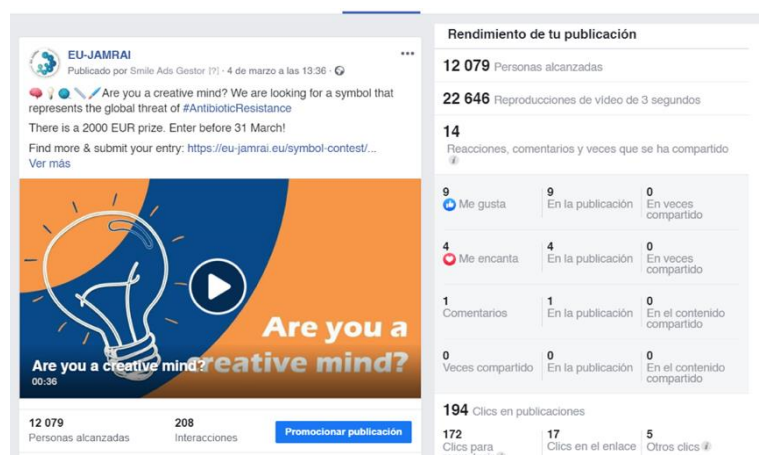 EU-JAMRAI
Publicado por Smile Ads Gestor [?] · 4 de marzo a las 13:36 ·
Are you a creative mind? We are looking for a symbol that
represents the global threat of #AntibioticResistance
There is a 2000 EUR prize. Enter before 31 March!
Find more & submit your entry: https://eu-jamrai.eu/symbol-contest/...
Ver más
Are you a
creative mind?
Are you a creative mind?
00:36
12 079
Personas alcanzadas
208
Interacciones
Promocionar publicación
Rendimiento de tu publicación
12 079 Personas alcanzadas
22 646 Reproducciones de vídeo de 3 segundos
14
Reacciones, comentarios y veces que se ha compartido
9
Me gusta
9
En la publicación
0
En veces
compartido
4
Me encanta
4
En la publicación
0
En veces
compartido
1
Comentarios
1
En la publicación
0
En el contenido
compartido
0
Veces compartido
0
En la publicación
0
En el contenido
compartido
194 Clics en publicaciones
172
Clics para
17
Clics en el enlace
5
Otros clics